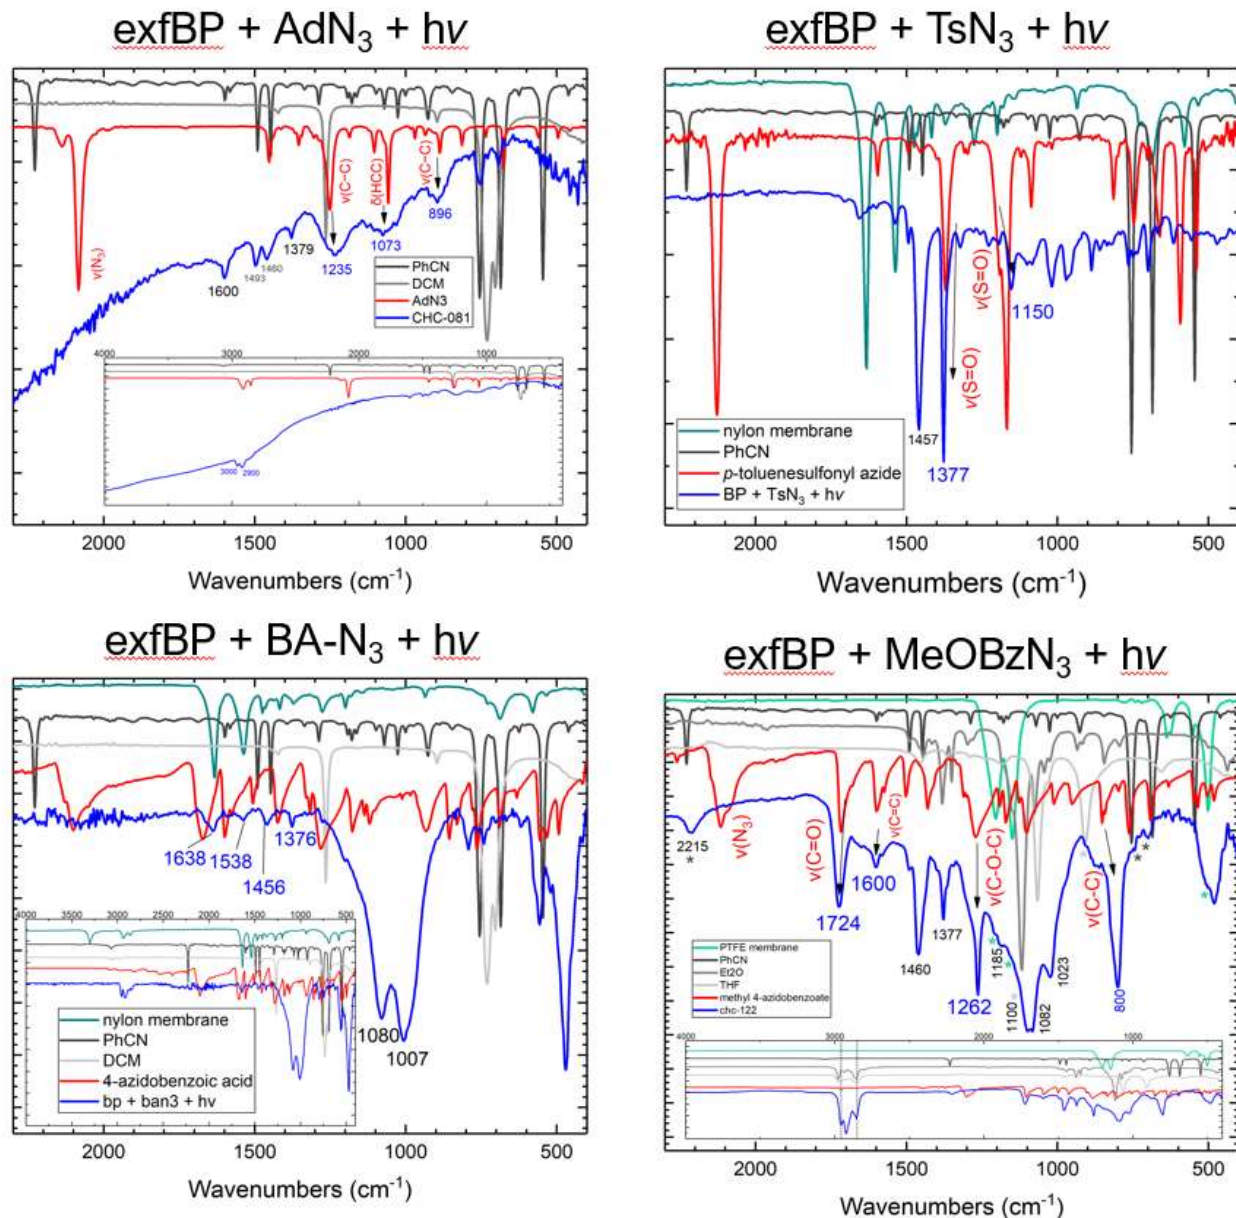 exfBP + AdN₃ + hν
ν(N₃)
ν(C-C)
δ(HCC)
ν(C-C)
896
1379
1073
1235
1460
1493
1600
PhCN
DCM
AdN3
CHC-081
4000
3000
2000
1000
3000
2900
2000
1500
1000
500
Wavenumbers (cm⁻¹)
exfBP + TsN₃ + hν
ν(S=O)
1150
ν(S=O)
1457
1377
nylon membrane
PhCN
p-toluenesulfonyl azide
BP + TsN₃ + hν
2000
1500
1000
500
Wavenumbers (cm⁻¹)
exfBP + BA-N₃ + hν
1638
1538
1376
1456
1080
1007
4000
3500
3000
2500
2000
1500
1000
500
nylon membrane
PhCN
DCM
4-azidobenzoic acid
bp + ban3 + hν
2000
1500
1000
500
Wavenumbers (cm⁻¹)
exfBP + MeOBzN₃ + hν
2215
*
ν(N₃)
ν(C=O)
ν(C=C)
1600
1724
ν(C-O-C)
ν(C-C)
1377
1460
1262
1185
1100
1082
1023
800
PTFE membrane
PhCN
Et2O
THF
methyl 4-azidobenzoate
chc-122
4000
3000
2000
1000
2000
1500
1000
500
Wavenumbers (cm⁻¹)